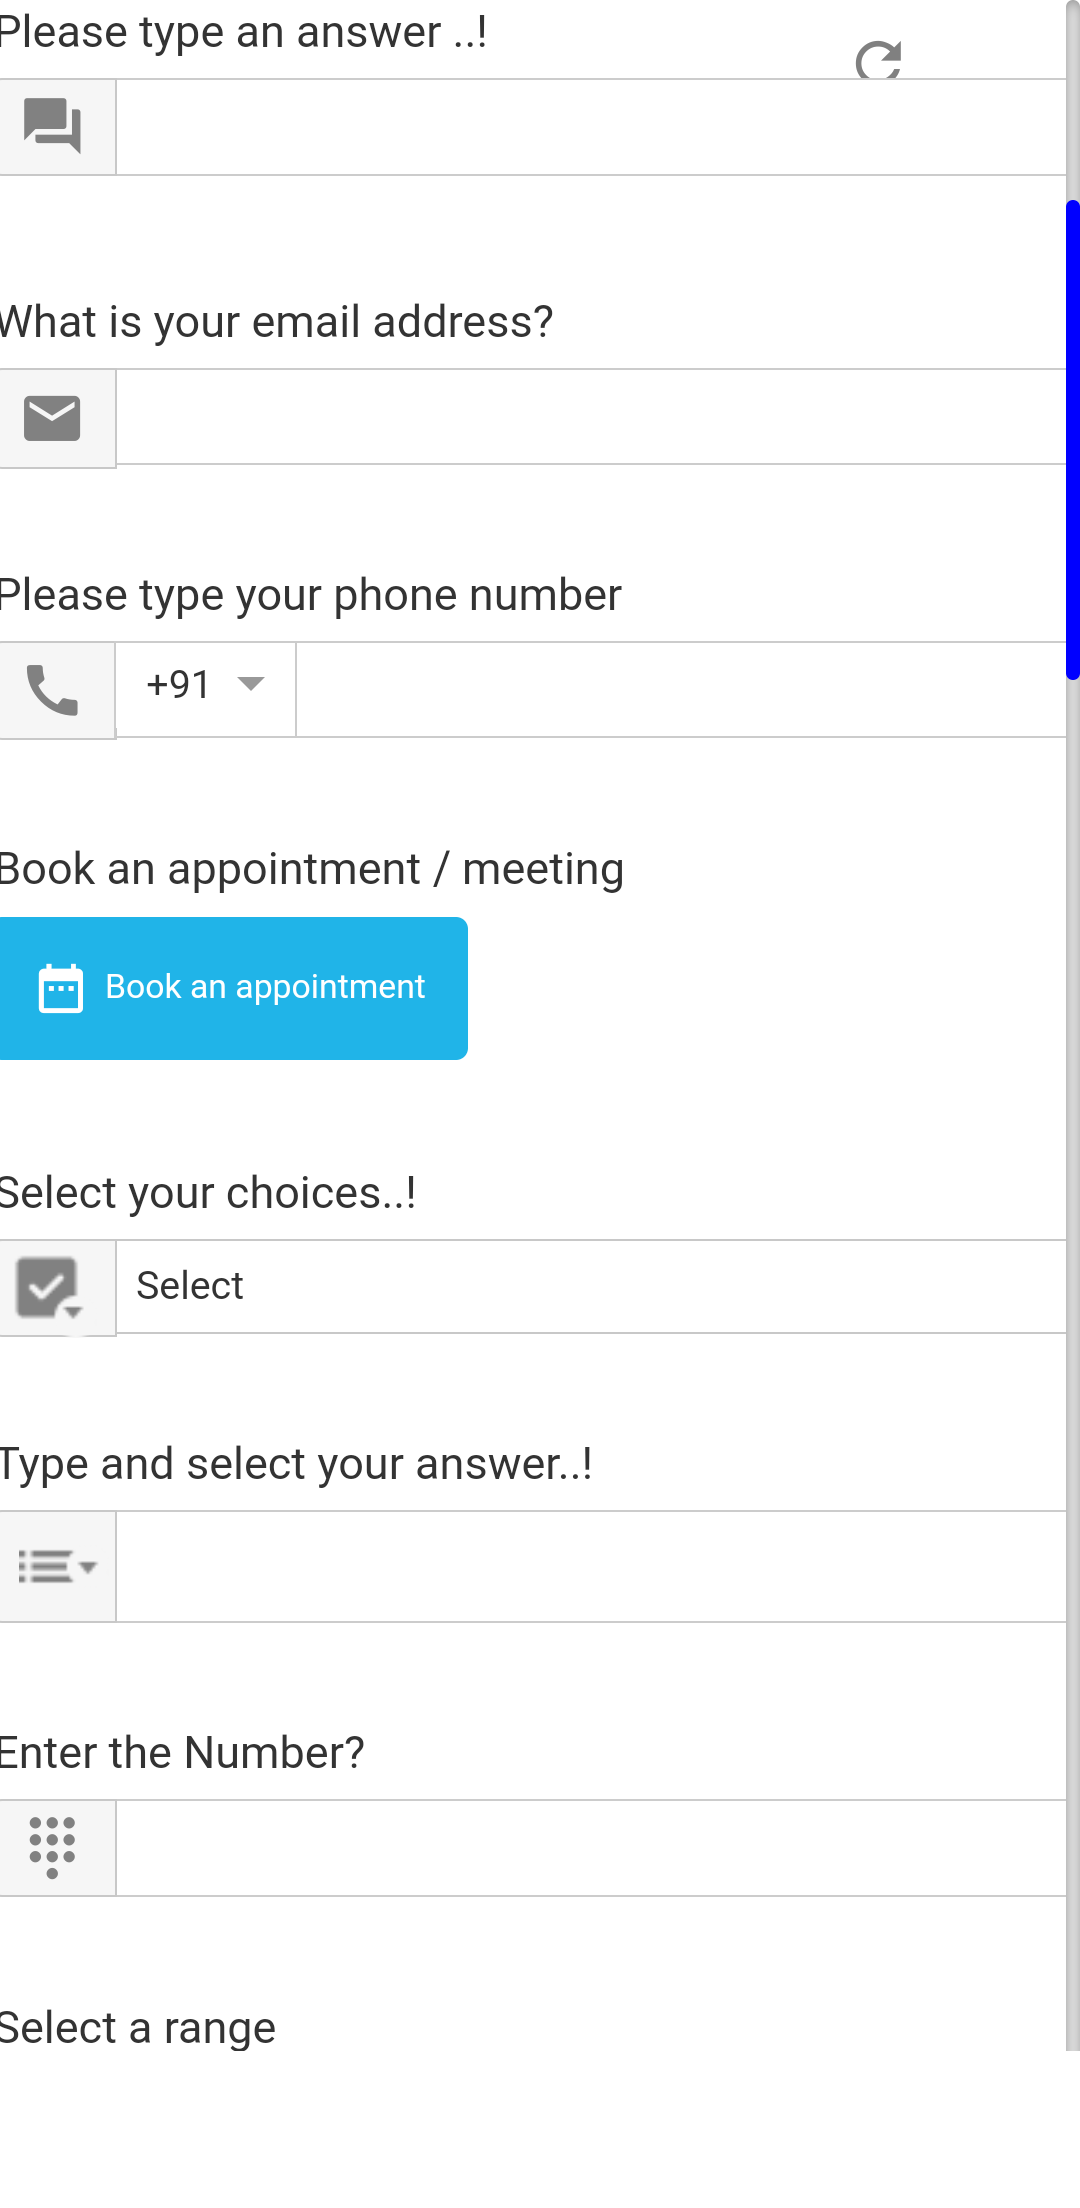 Please type an answer ..!
What is your email address?
Please type your phone number
+91
Book an appointment / meeting
Book an appointment
Select your choices..!
Select
Type and select your answer..!
Enter the Number?
Select a range